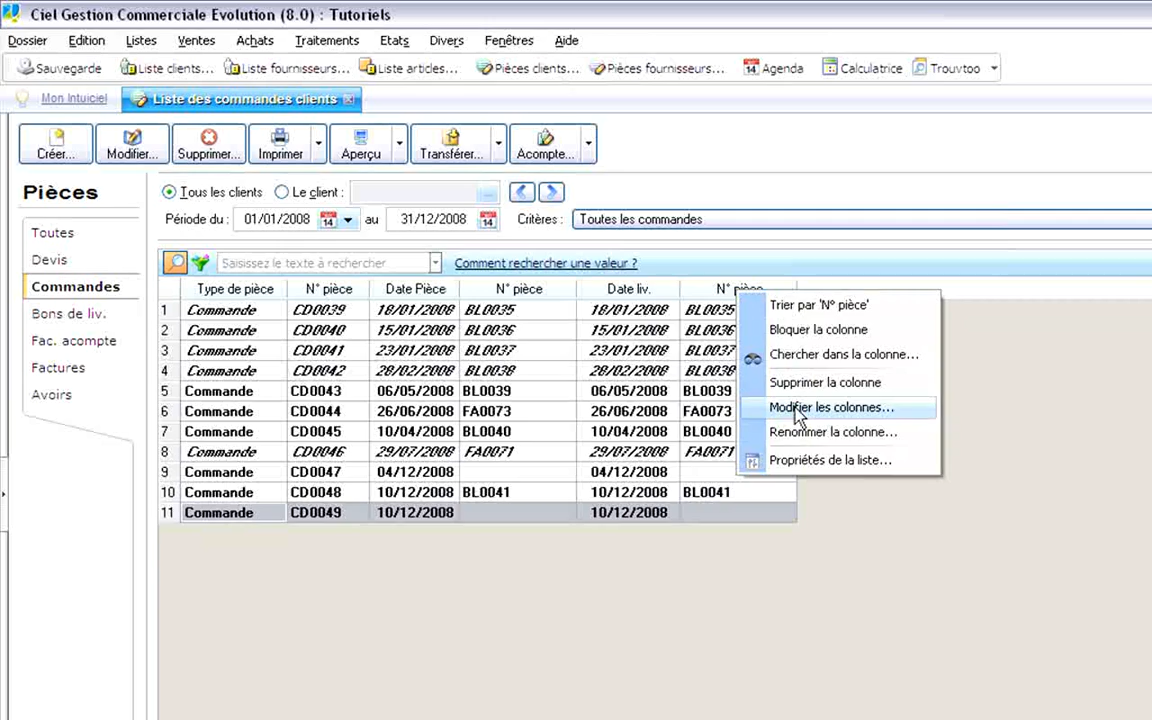 Ciel Gestion Commerciale Evolution (8.0) : Tutoriels
Dossier Edition Listes Ventes Achats Traitements Etats Divers Fenêtres Aide
Sauvegarde Liste clients... Liste fournisseurs... Liste articles... Pièces clients... Pièces fournisseurs... 14 Agenda Calculatrice Trouvtoo
Mon Intuiciel Liste des commandes clients
Créer... Modifier... Supprimer... Imprimer Aperçu Transférer... Acompte...
Pièces
Toutes
Devis
Commandes
Bons de liv.
Fac. acompte
Factures
Avoirs
Tous les clients Le client : ...
Période du : 01/01/2008 14 au 31/12/2008 14 Critères : Toutes les commandes
Saisissez le texte à rechercher Comment rechercher une valeur ?
Type de pièce N° pièce Date Pièce N° pièce Date liv. N° pièce
1 Commande CD0039 18/01/2008 BL0035 18/01/2008 BL0035
2 Commande CD0040 15/01/2008 BL0036 15/01/2008 BL0036
3 Commande CD0041 23/01/2008 BL0037 23/01/2008 BL0037
4 Commande CD0042 28/02/2008 BL0038 28/02/2008 BL0038
5 Commande CD0043 06/05/2008 BL0039 06/05/2008 BL0039
6 Commande CD0044 26/06/2008 FA0073 26/06/2008 FA0073
7 Commande CD0045 10/04/2008 BL0040 10/04/2008 BL0040
8 Commande CD0046 29/07/2008 FA0071 29/07/2008 FA0071
9 Commande CD0047 04/12/2008 04/12/2008
10 Commande CD0048 10/12/2008 BL0041 10/12/2008 BL0041
11 Commande CD0049 10/12/2008 10/12/2008
Trier par 'N° pièce'
Bloquer la colonne
Chercher dans la colonne...
Supprimer la colonne
Modifier les colonnes...
Renommer la colonne...
Propriétés de la liste...